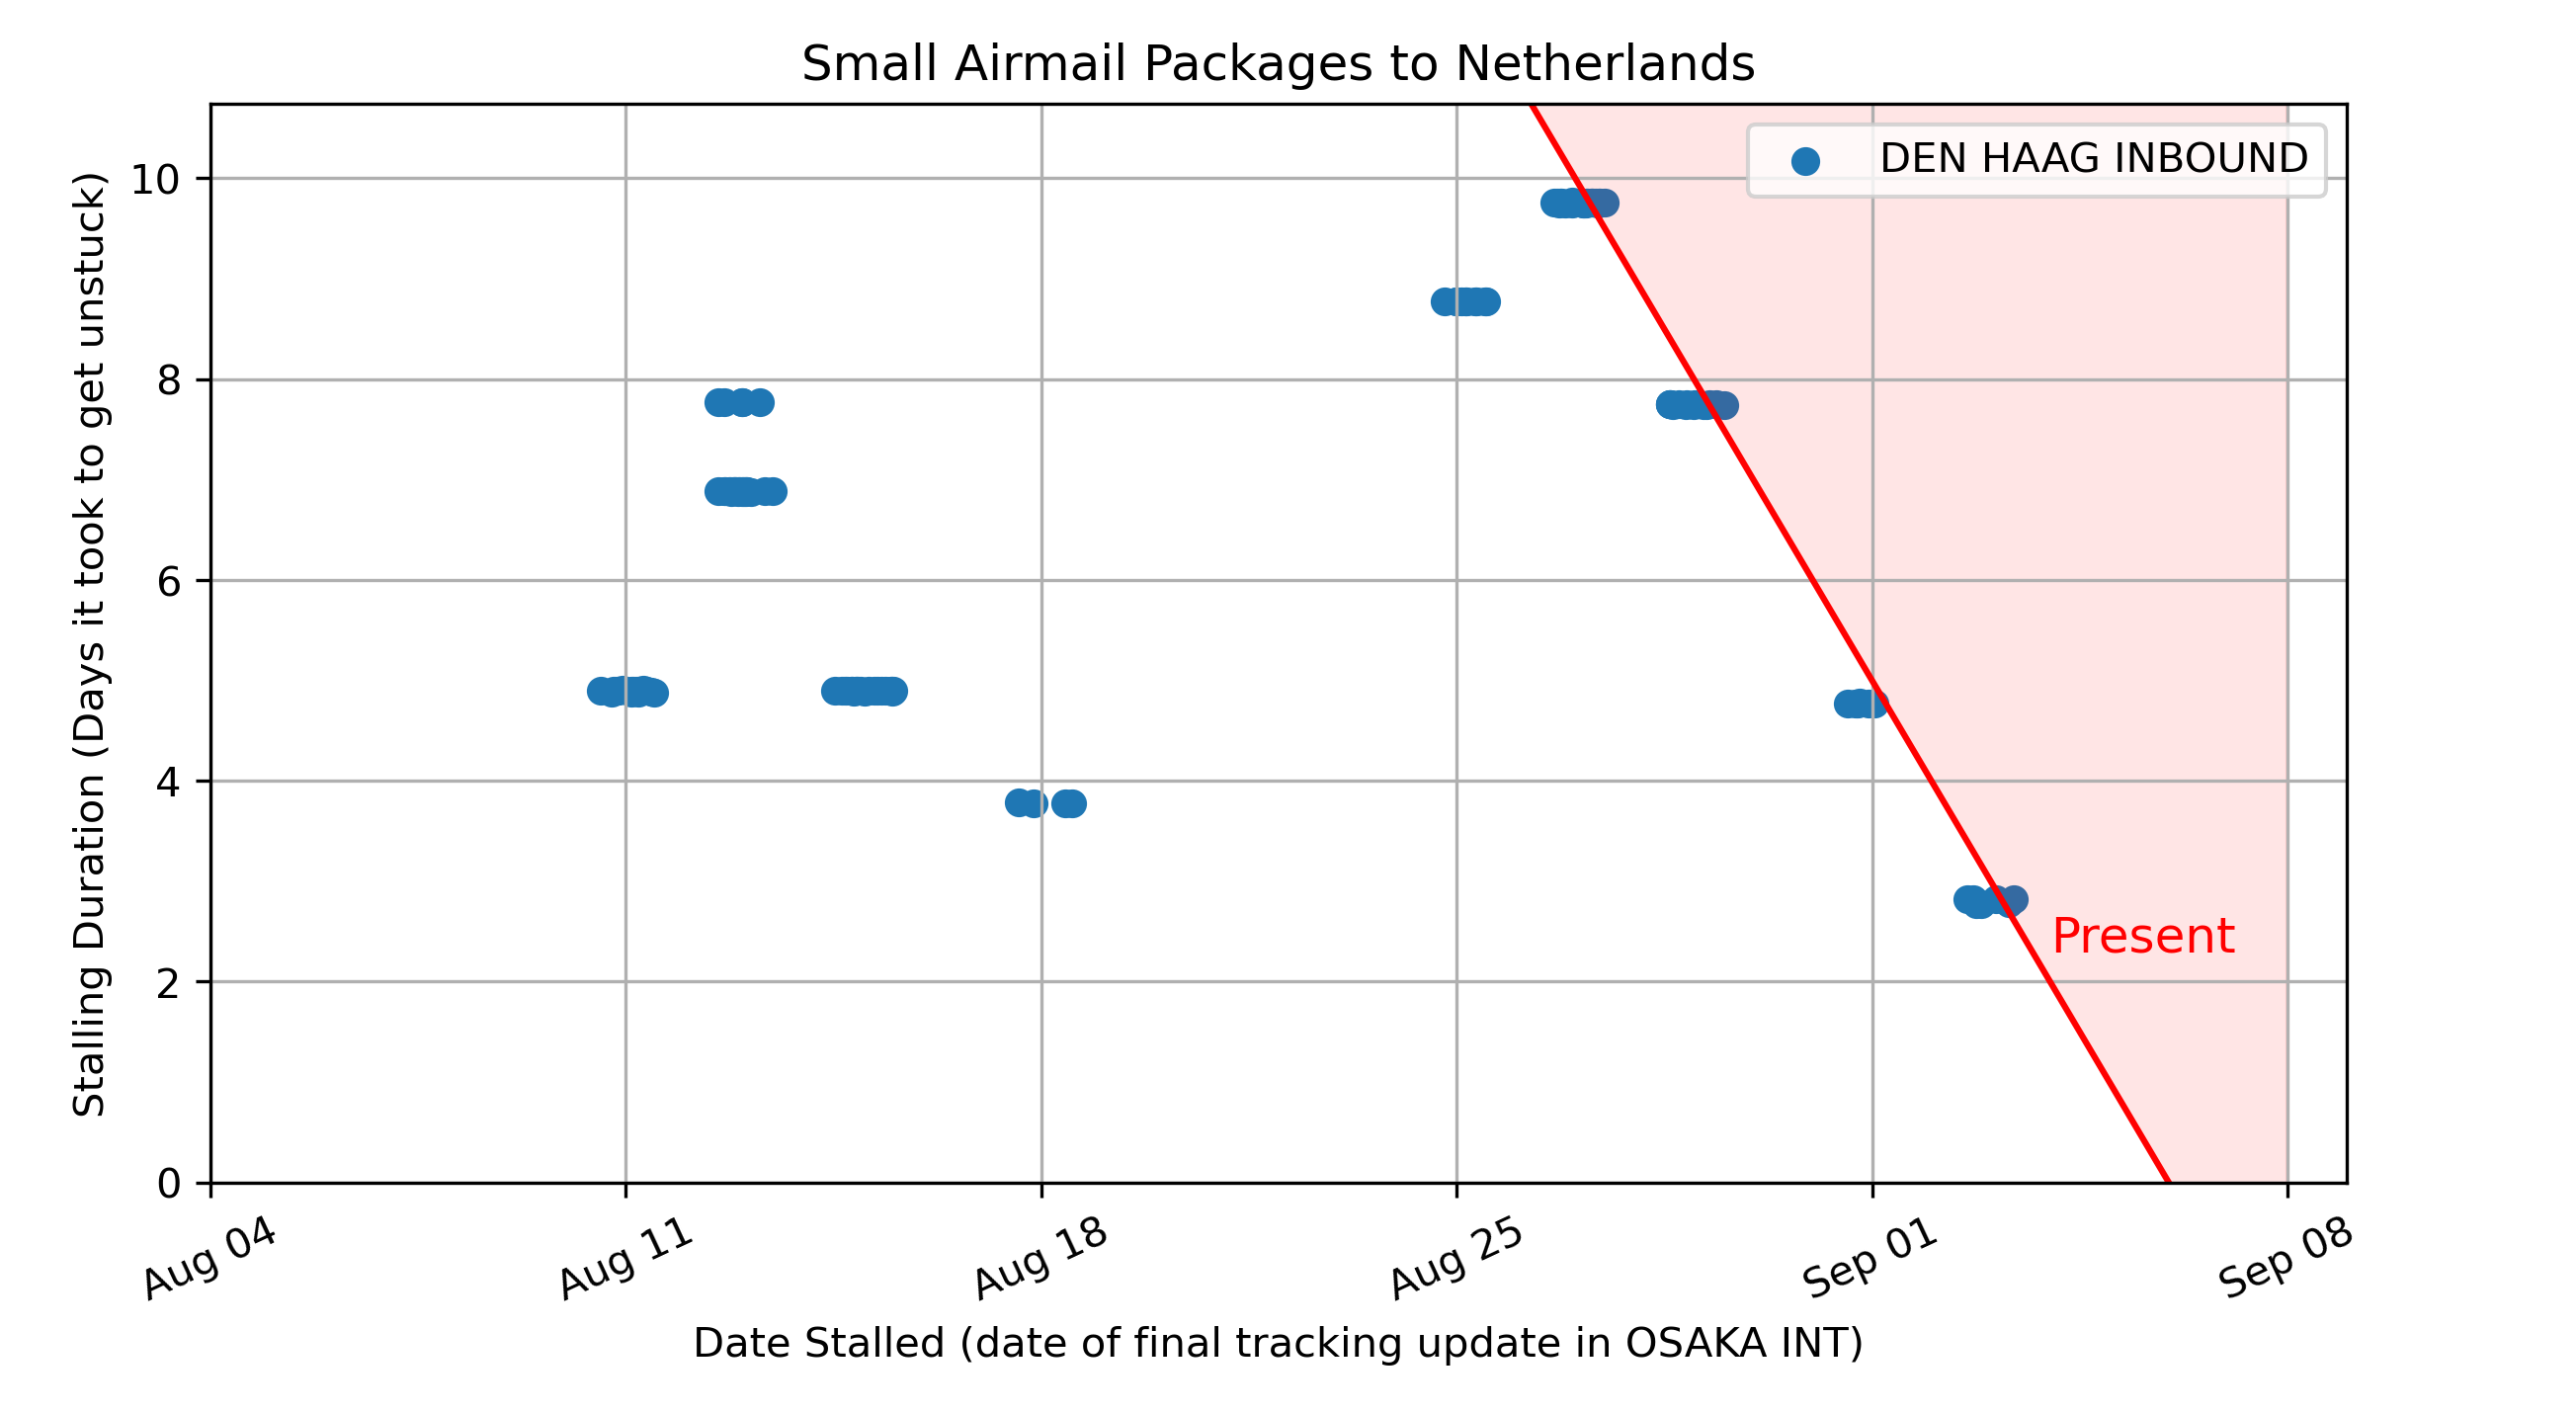 Small Airmail Packages to Netherlands
DEN HAAG INBOUND
Stalling Duration (Days it took to get unstuck)
10
8
6
4
2
0
Present
Aug 04
Aug 11
Aug 18
Aug 25
Sep 01
Sep 08
Date Stalled (date of final tracking update in OSAKA INT)